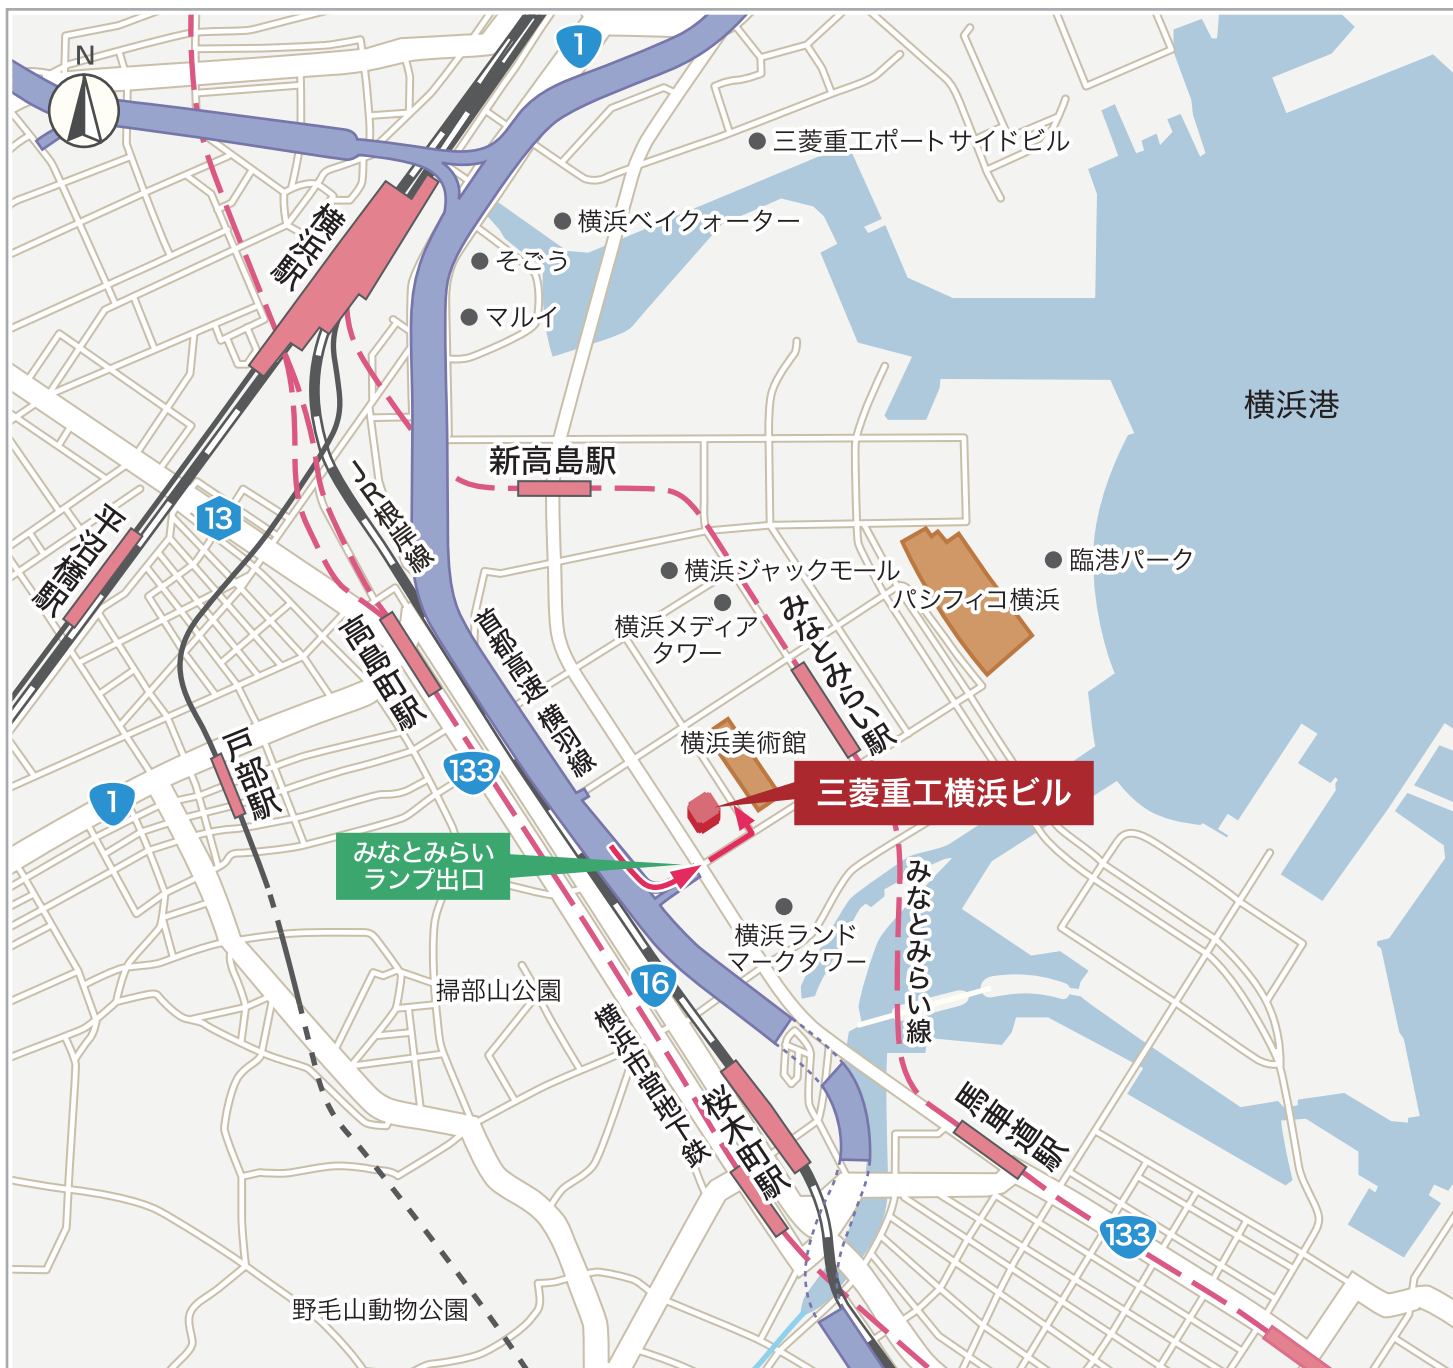 N
1
三菱重工ポートサイドビル
横浜ベイクォーター
そごう
マルイ
横浜駅
横浜港
新高島駅
JR根岸線
13
平沼橋駅
横浜ジャックモール
臨港パーク
パシフィコ横浜
横浜メディア
タワー
みなとみらい駅
高島町駅
首都高速 横羽線
横浜美術館
戸部駅
133
1
三菱重工横浜ビル
みなとみらい
ランプ出口
みなとみらい線
横浜ランド
マークタワー
16
掃部山公園
横浜市営地下鉄
桜木町駅
馬車道駅
133
野毛山動物公園